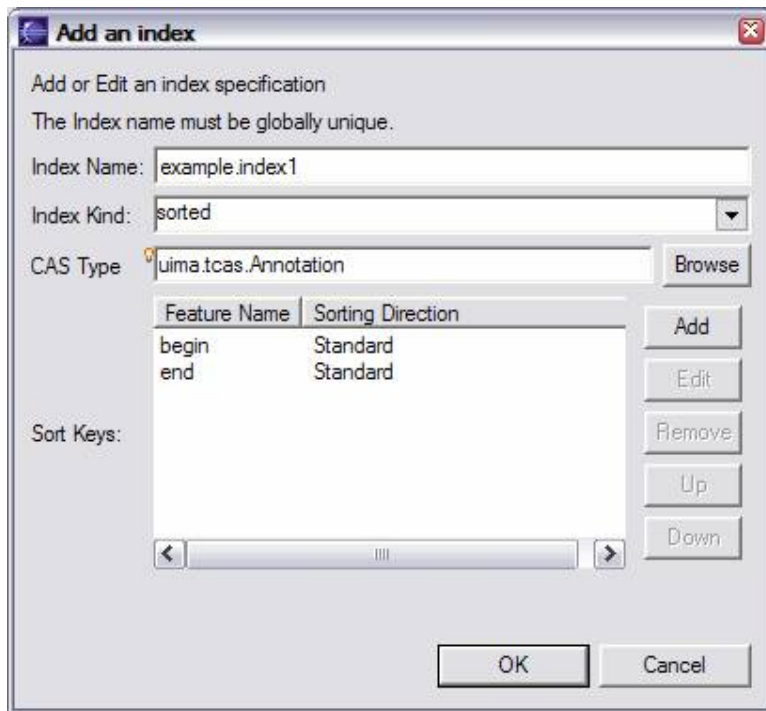 Add an index
Add or Edit an index specification
The Index name must be globally unique.
Index Name: example.index1
Index Kind: sorted
CAS Type uima.tcas.Annotation Browse
Feature Name Sorting Direction
Add
begin Standard
end Standard
Edit
Sort Keys:
Remove
Up
Down
OK Cancel